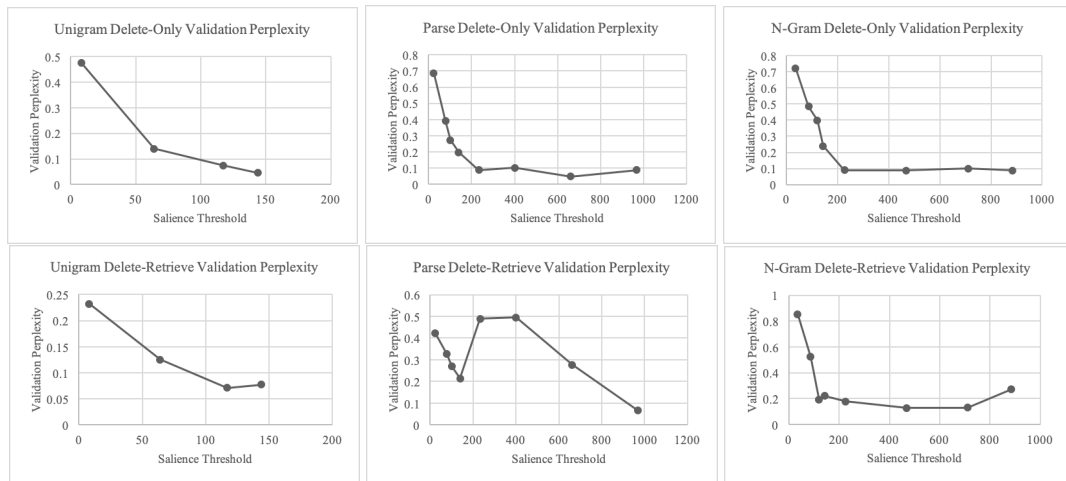 Unigram Delete-Only Validation Perplexity
Validation Perplexity
0.5
0.4
0.3
0.2
0.1
0
0 50 100 150 200
Salience Threshold
Parse Delete-Only Validation Perplexity
Validation Perplexity
0.8
0.7
0.6
0.5
0.4
0.3
0.2
0.1
0
0 200 400 600 800 1000 1200
Salience Threshold
N-Gram Delete-Only Validation Perplexity
Validation Perplexity
0.8
0.7
0.6
0.5
0.4
0.3
0.2
0.1
0
0 200 400 600 800 1000
Salience Threshold
Unigram Delete-Retrieve Validation Perplexity
Validation Perplexity
0.25
0.2
0.15
0.1
0.05
0
0 50 100 150 200
Salience Threshold
Parse Delete-Retrieve Validation Perplexity
Validation Perplexity
0.6
0.5
0.4
0.3
0.2
0.1
0
0 200 400 600 800 1000 1200
Salience Threshold
N-Gram Delete-Retrieve Validation Perplexity
Validation Perplexity
1
0.8
0.6
0.4
0.2
0
0 200 400 600 800 1000
Salience Threshold